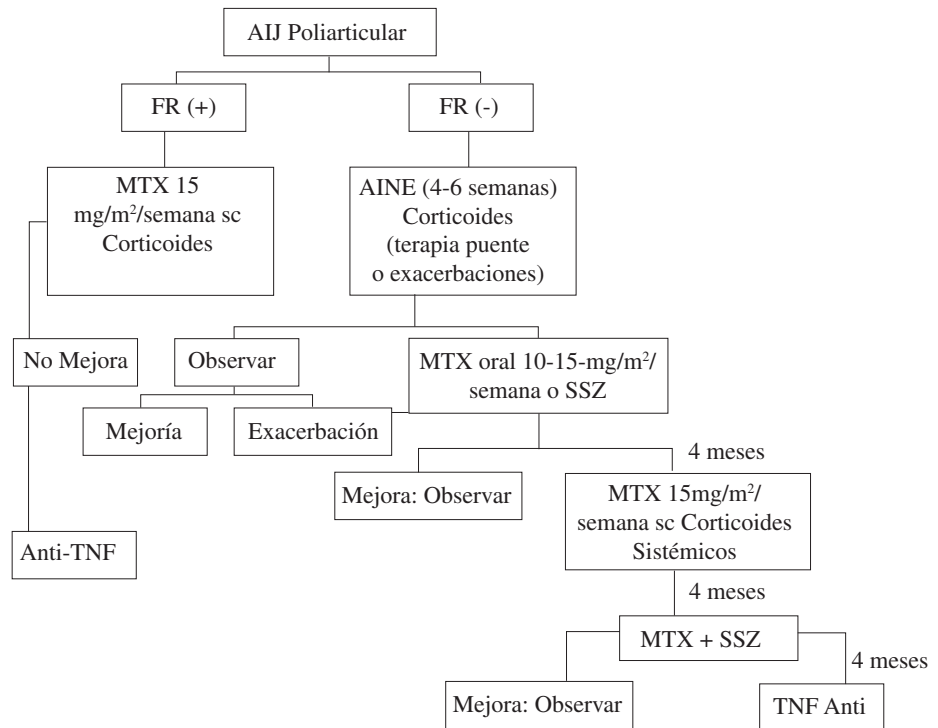 AIJ Poliarticular
FR (+)
FR (-)
MTX 15
mg/m²/semana sc
Corticoides
AINE (4-6 semanas)
Corticoides
(terapia puente
o exacerbaciones)
No Mejora
Observar
MTX oral 10-15-mg/m²/
semana o SSZ
Mejoría
Exacerbación
4 meses
Mejora: Observar
MTX 15mg/m²/
semana sc Corticoides
Sistémicos
Anti-TNF
4 meses
MTX + SSZ
4 meses
Mejora: Observar
TNF Anti